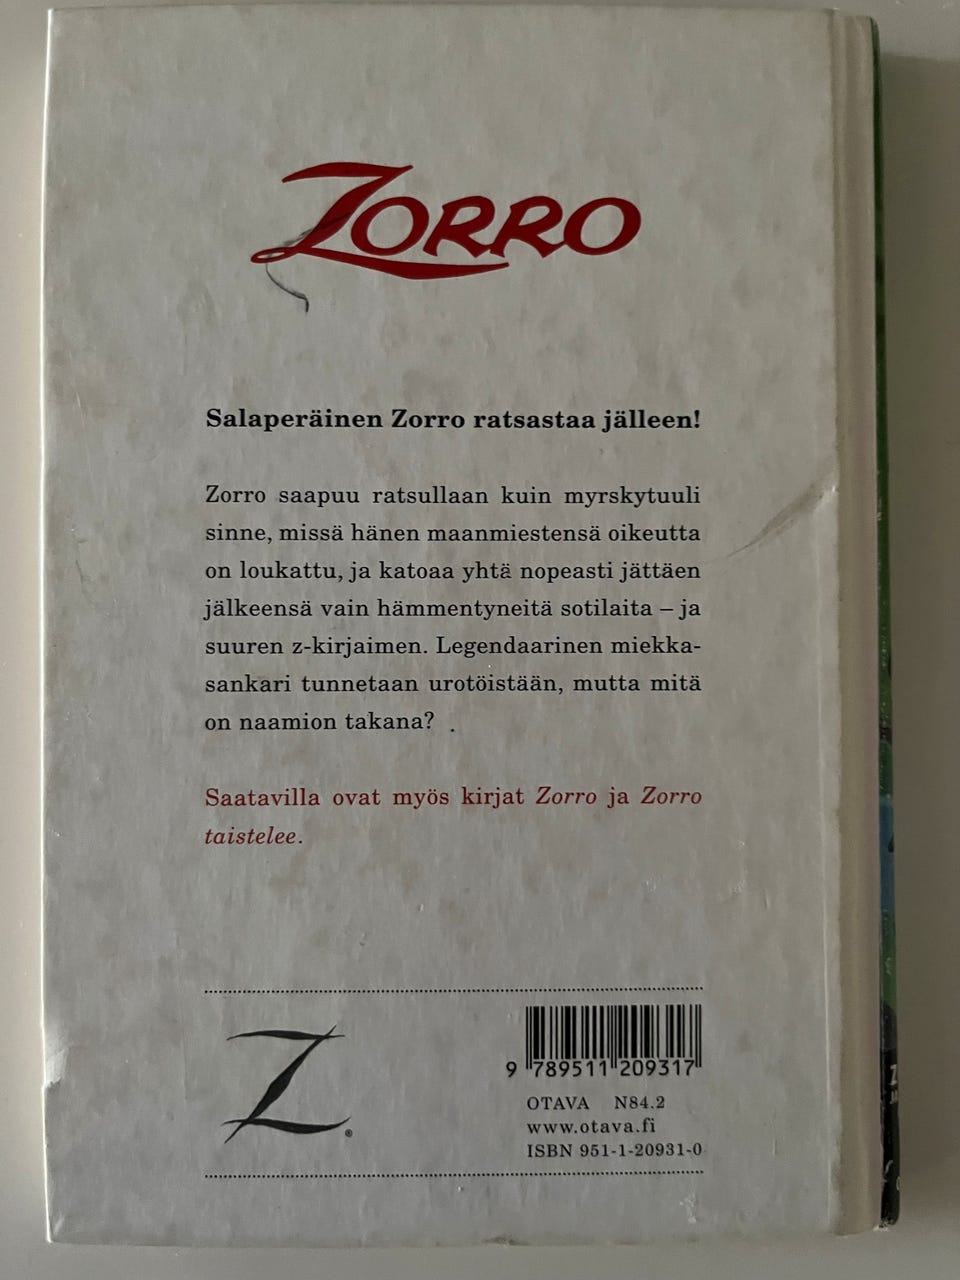 ZORRO
Salaperäinen Zorro ratsastaa jälleen!
Zorro saapuu ratsullaan kuin myrskytuuli
sinne, missä hänen maanmiestensä oikeutta
on loukattu, ja katoaa yhtä nopeasti jättäen
jälkeensä vain hämmentyneitä sotilaita – ja
suuren z-kirjaimen. Legendaarinen miekka-
sankari tunnetaan urotöistään, mutta mitä
on naamion takana?
Saatavilla ovat myös kirjat Zorro ja Zorro
taistelee.
Z®
9 789511 209317
OTAVA N84.2
www.otava.fi
ISBN 951-1-20931-0